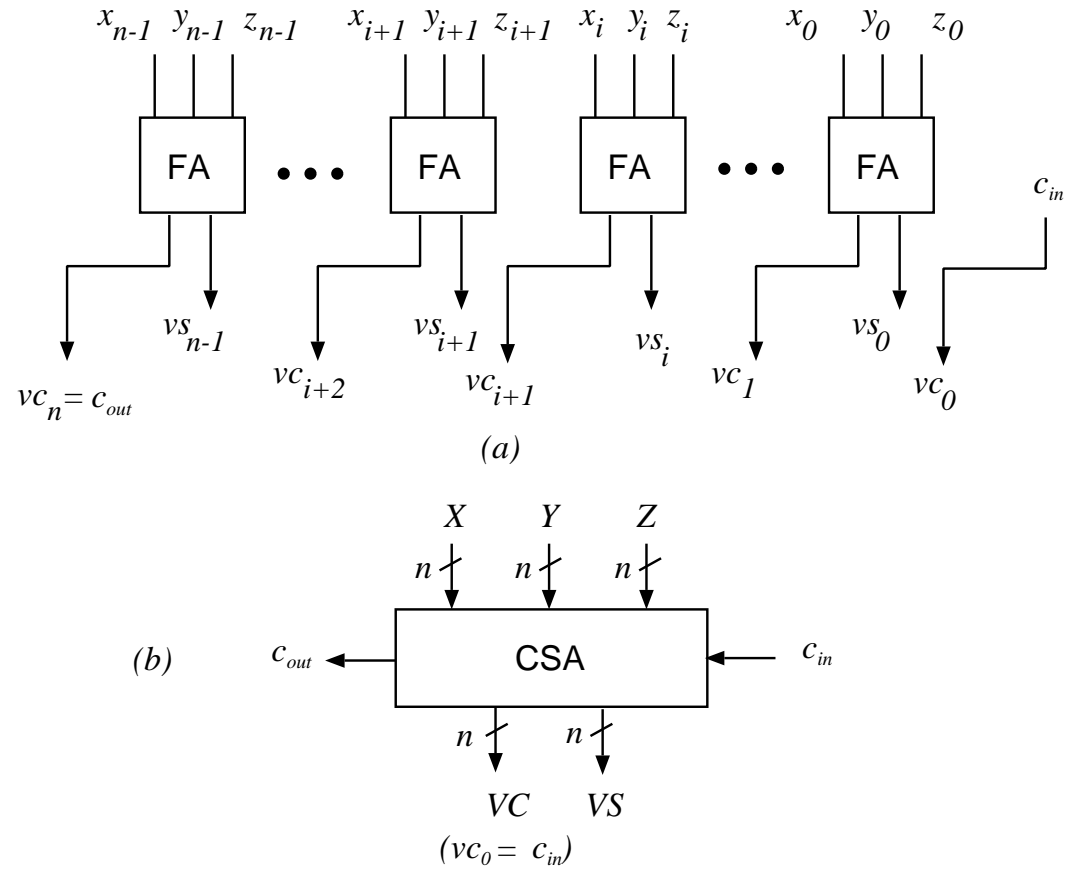 x_{n-1} y_{n-1} z_{n-1} x_{i+1} y_{i+1} z_{i+1} x_i y_i z_i x_0 y_0 z_0
FA ••• FA FA ••• FA
c_{in}
vs_{n-1} vs_{i+1} vs_i vs_0
vc_n = c_{out} vc_{i+2} vc_{i+1} vc_1 vc_0
(a)
X Y Z
n n n
(b) c_{out} CSA c_{in}
n n
VC VS
(vc_0 = c_{in})